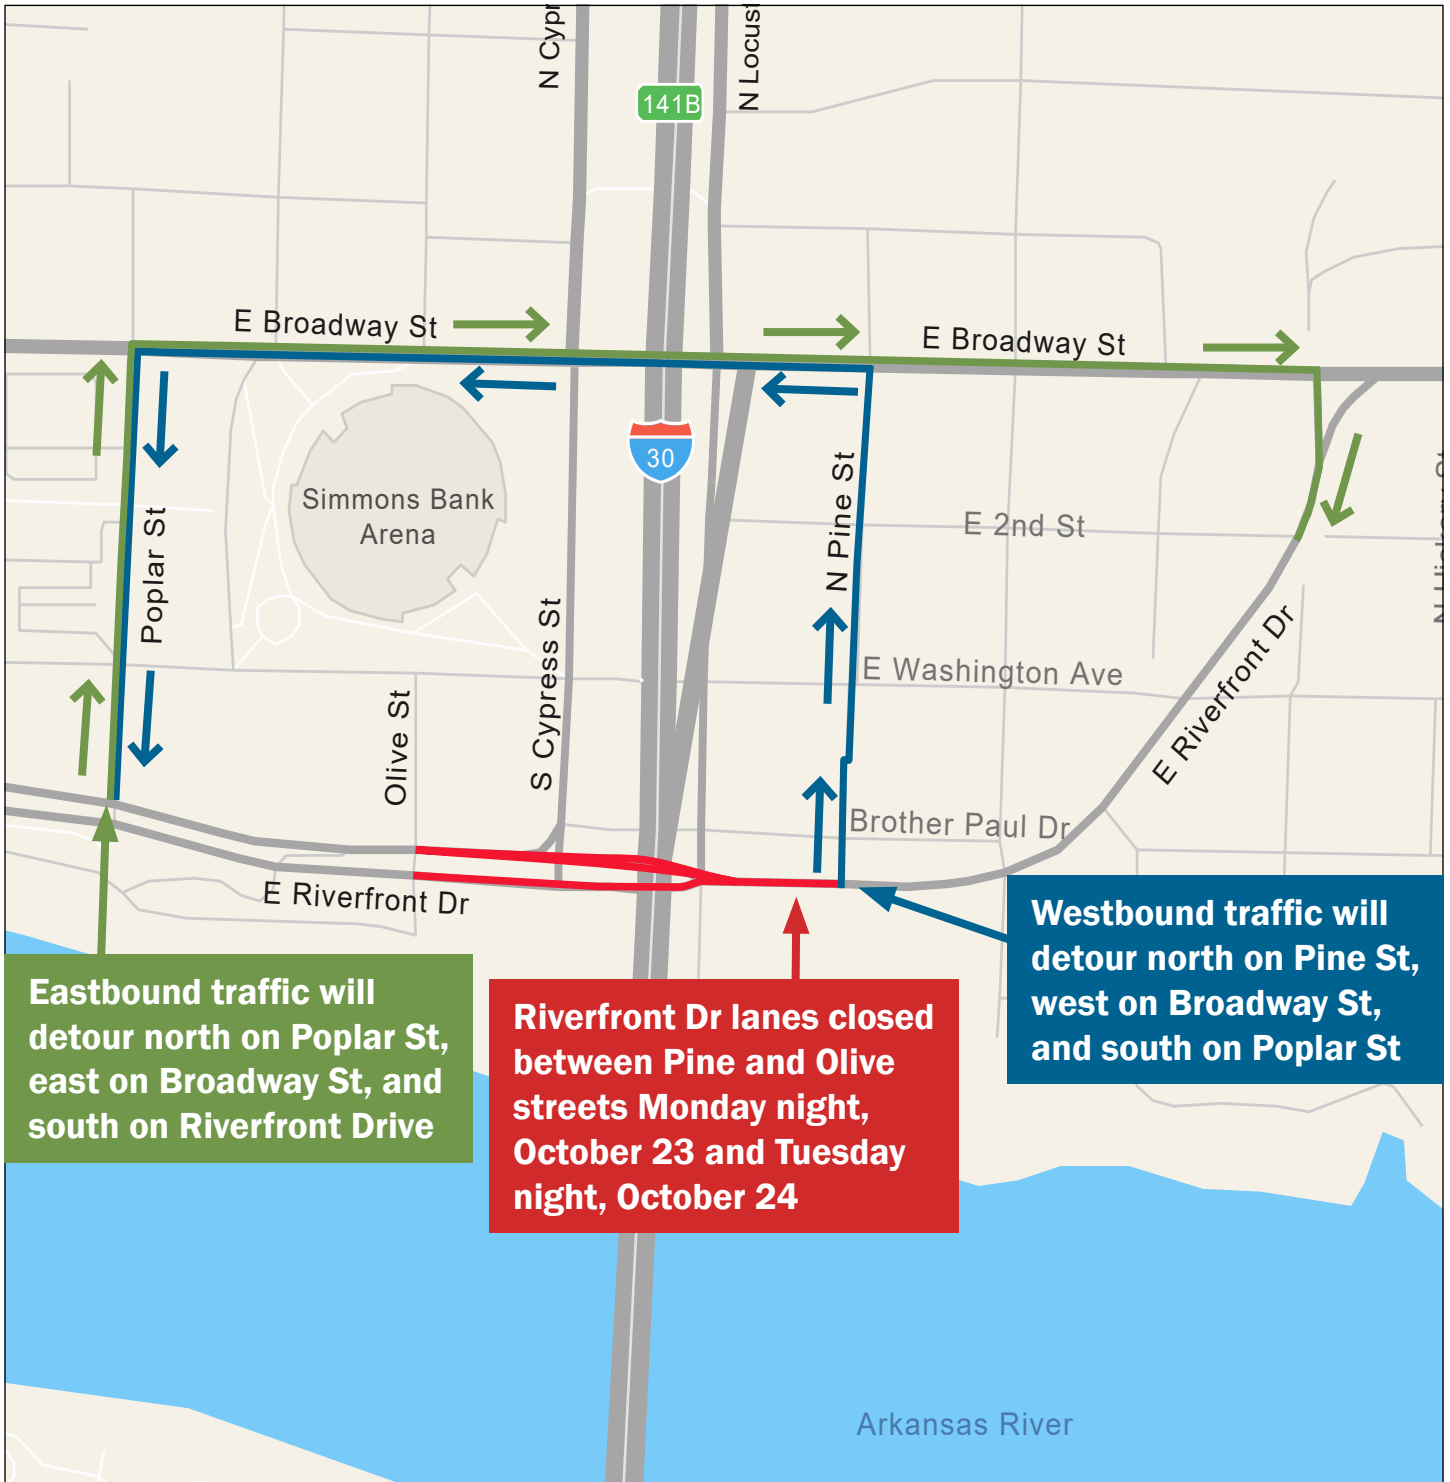 N Cypr
N Locust
141B
E Broadway St
E Broadway St
30
Simmons Bank
Arena
Poplar St
N Pine St
E 2nd St
S Cypress St
Olive St
E Washington Ave
E Riverfront Dr
Brother Paul Dr
E Riverfront Dr
N Hickory St
Eastbound traffic will
detour north on Poplar St,
east on Broadway St, and
south on Riverfront Drive
Riverfront Dr lanes closed
between Pine and Olive
streets Monday night,
October 23 and Tuesday
night, October 24
Westbound traffic will
detour north on Pine St,
west on Broadway St,
and south on Poplar St
Arkansas River